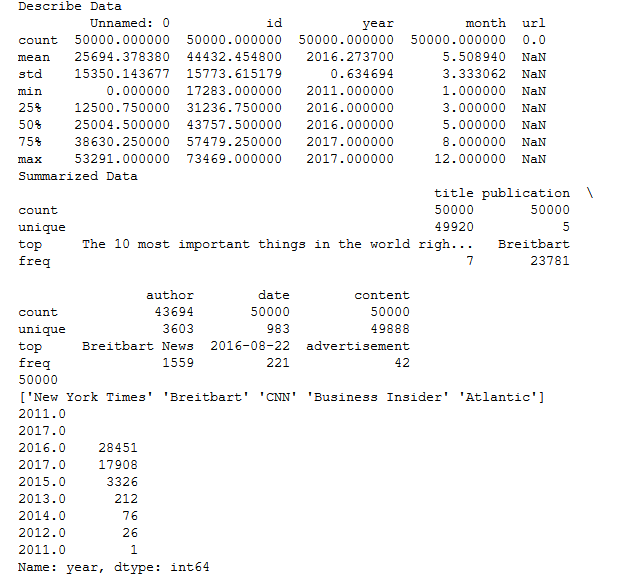 Describe Data
Unnamed: 0 id year month url
count 50000.000000 50000.000000 50000.000000 50000.000000 0.0
mean 25694.378380 44432.454800 2016.273700 5.508940 NaN
std 15350.143677 15773.615179 0.634694 3.333062 NaN
min 0.000000 17283.000000 2011.000000 1.000000 NaN
25% 12500.750000 31236.750000 2016.000000 3.000000 NaN
50% 25004.500000 43757.500000 2016.000000 5.000000 NaN
75% 38630.250000 57479.250000 2017.000000 8.000000 NaN
max 53291.000000 73469.000000 2017.000000 12.000000 NaN
Summarized Data
title publication \
count 50000 50000
unique 49920 5
top The 10 most important things in the world righ... Breitbart
freq 7 23781
author date content
count 43694 50000 50000
unique 3603 983 49888
top Breitbart News 2016-08-22 advertisement
freq 1559 221 42
50000
['New York Times' 'Breitbart' 'CNN' 'Business Insider' 'Atlantic']
2011.0
2017.0
2016.0 28451
2017.0 17908
2015.0 3326
2013.0 212
2014.0 76
2012.0 26
2011.0 1
Name: year, dtype: int64